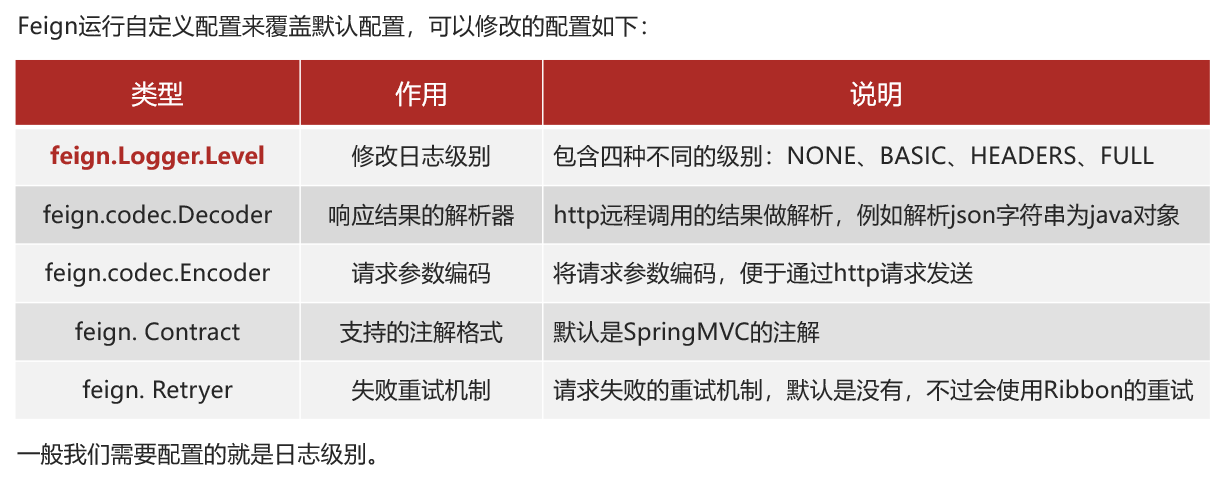 Feign运行自定义配置来覆盖默认配置，可以修改的配置如下：
类型 作用 说明
feign.Logger.Level 修改日志级别 包含四种不同的级别：NONE、BASIC、HEADERS、FULL
feign.codec.Decoder 响应结果的解析器 http远程调用的结果做解析，例如解析json字符串为java对象
feign.codec.Encoder 请求参数编码 将请求参数编码，便于通过http请求发送
feign. Contract 支持的注解格式 默认是SpringMVC的注解
feign. Retryer 失败重试机制 请求失败的重试机制，默认是没有，不过会使用Ribbon的重试
一般我们需要配置的就是日志级别。